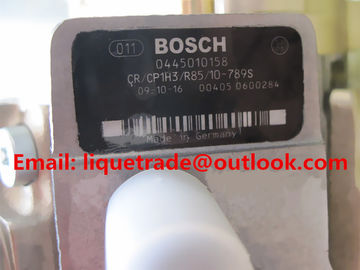 011 BOSCH
0445010158
CR/CP1H3/R85/10-789S
09-10-16 00405 0600284
Made in Germany
Email: liquetrade@outlook.com